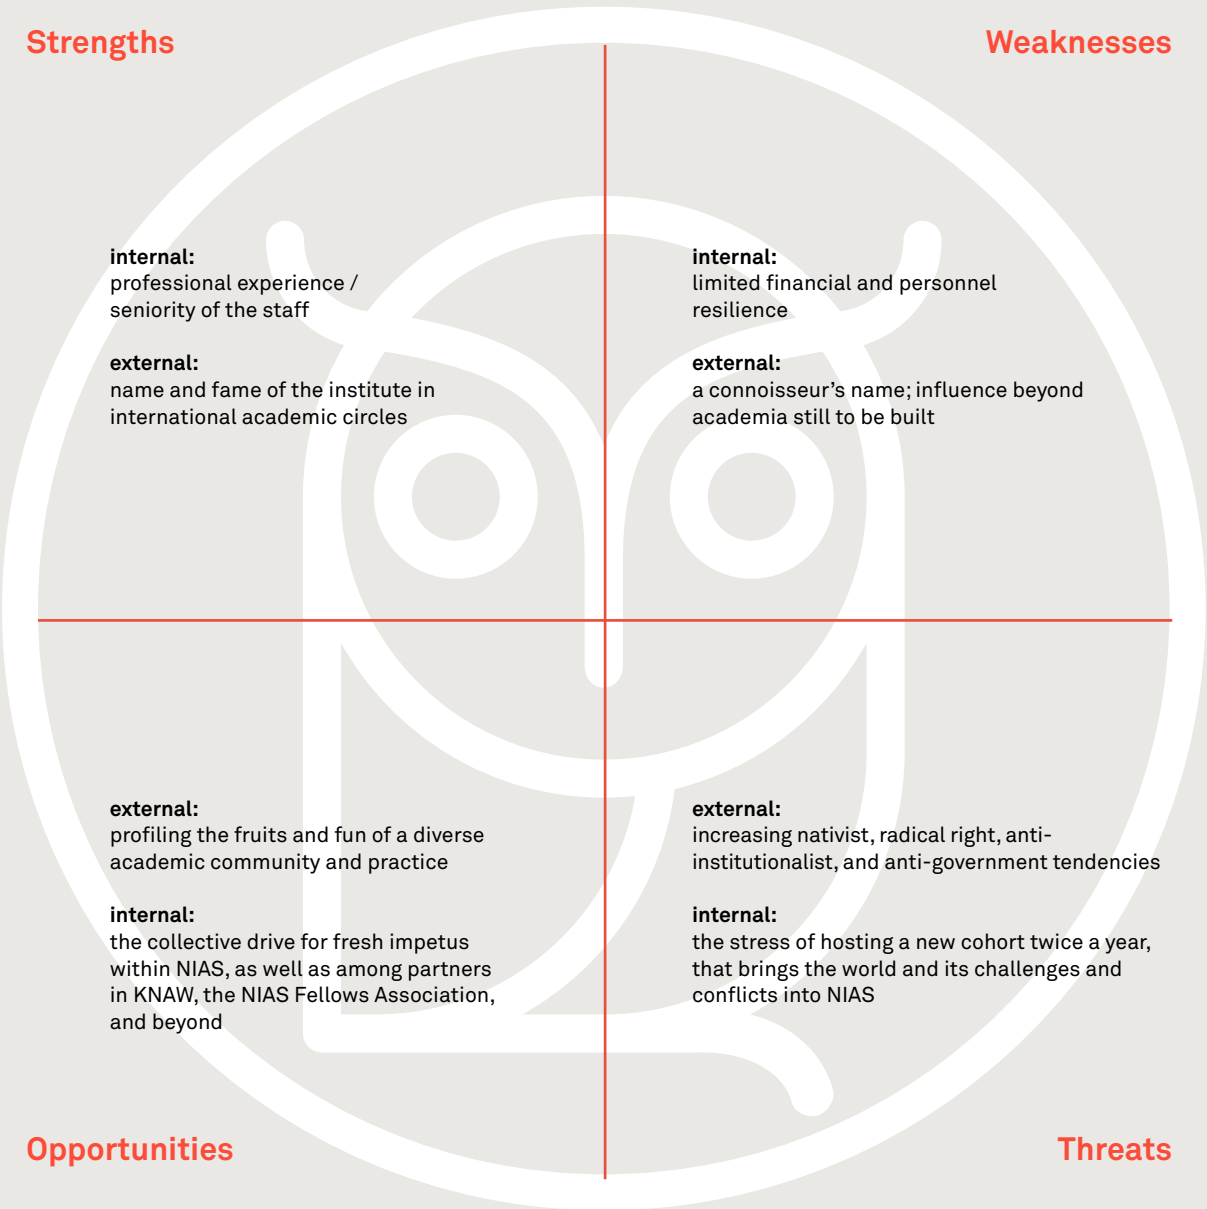 Strengths
Weaknesses
internal:
professional experience /
seniority of the staff
external:
name and fame of the institute in
international academic circles
internal:
limited financial and personnel
resilience
external:
a connoisseur’s name; influence beyond
academia still to be built
external:
profiling the fruits and fun of a diverse
academic community and practice
internal:
the collective drive for fresh impetus
within NIAS, as well as among partners
in KNAW, the NIAS Fellows Association,
and beyond
external:
increasing nativist, radical right, anti-
institutionalist, and anti-government tendencies
internal:
the stress of hosting a new cohort twice a year,
that brings the world and its challenges and
conflicts into NIAS
Opportunities
Threats